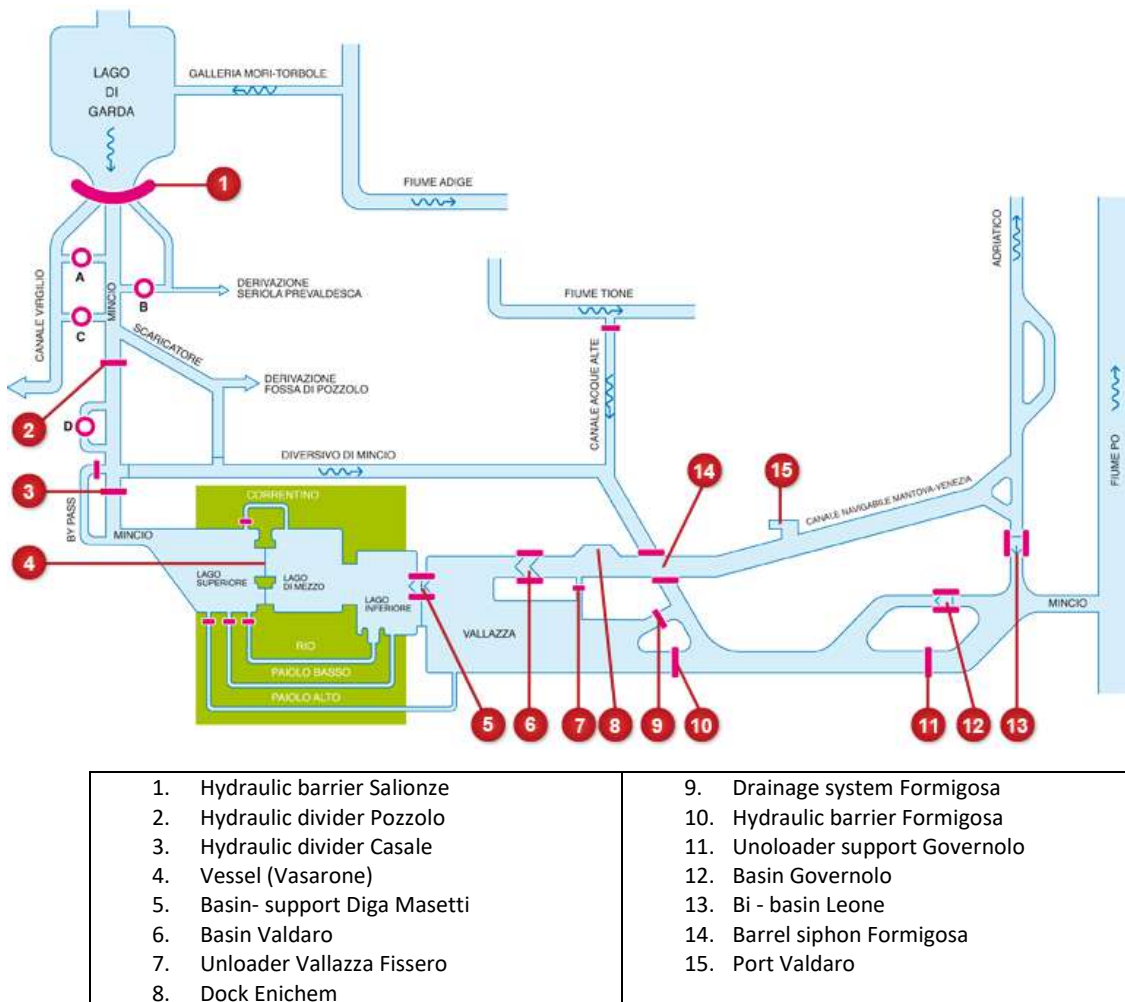 LAGO
DI
GARDA
GALLERIA MORI-TORBOLE
1
FIUME ADIGE
ADRIATICO
FIUME PO
CANALE VIRGILIO
A
MINCIO
B
DERIVAZIONE
SERIOLA PREVALDESCA
C
SCARICATORE
FIUME TIONE
CANALE ACQUE ALTE
2
DERIVAZIONE
FOSSA DI POZZOLO
D
DIVERSIVO DI MINCIO
14
15
CANALE NAVIGABILE MANTOVA-VENEZIA
3
BY PASS
CORRENTINO
MINCIO
4
LAGO
SUPERIORE
LAGO
DI MEZZO
LAGO
INFERIORE
VALLAZZA
MINCIO
RIO
PAIOLO BASSO
PAIOLO ALTO
5
6
7
8
9
10
11
12
13
1. Hydraulic barrier Salionze
2. Hydraulic divider Pozzolo
3. Hydraulic divider Casale
4. Vessel (Vasarone)
5. Basin- support Diga Masetti
6. Basin Valdaro
7. Unloader Vallazza Fissero
8. Dock Enichem
9. Drainage system Formigosa
10. Hydraulic barrier Formigosa
11. Unoloader support Governolo
12. Basin Governolo
13. Bi - basin Leone
14. Barrel siphon Formigosa
15. Port Valdaro